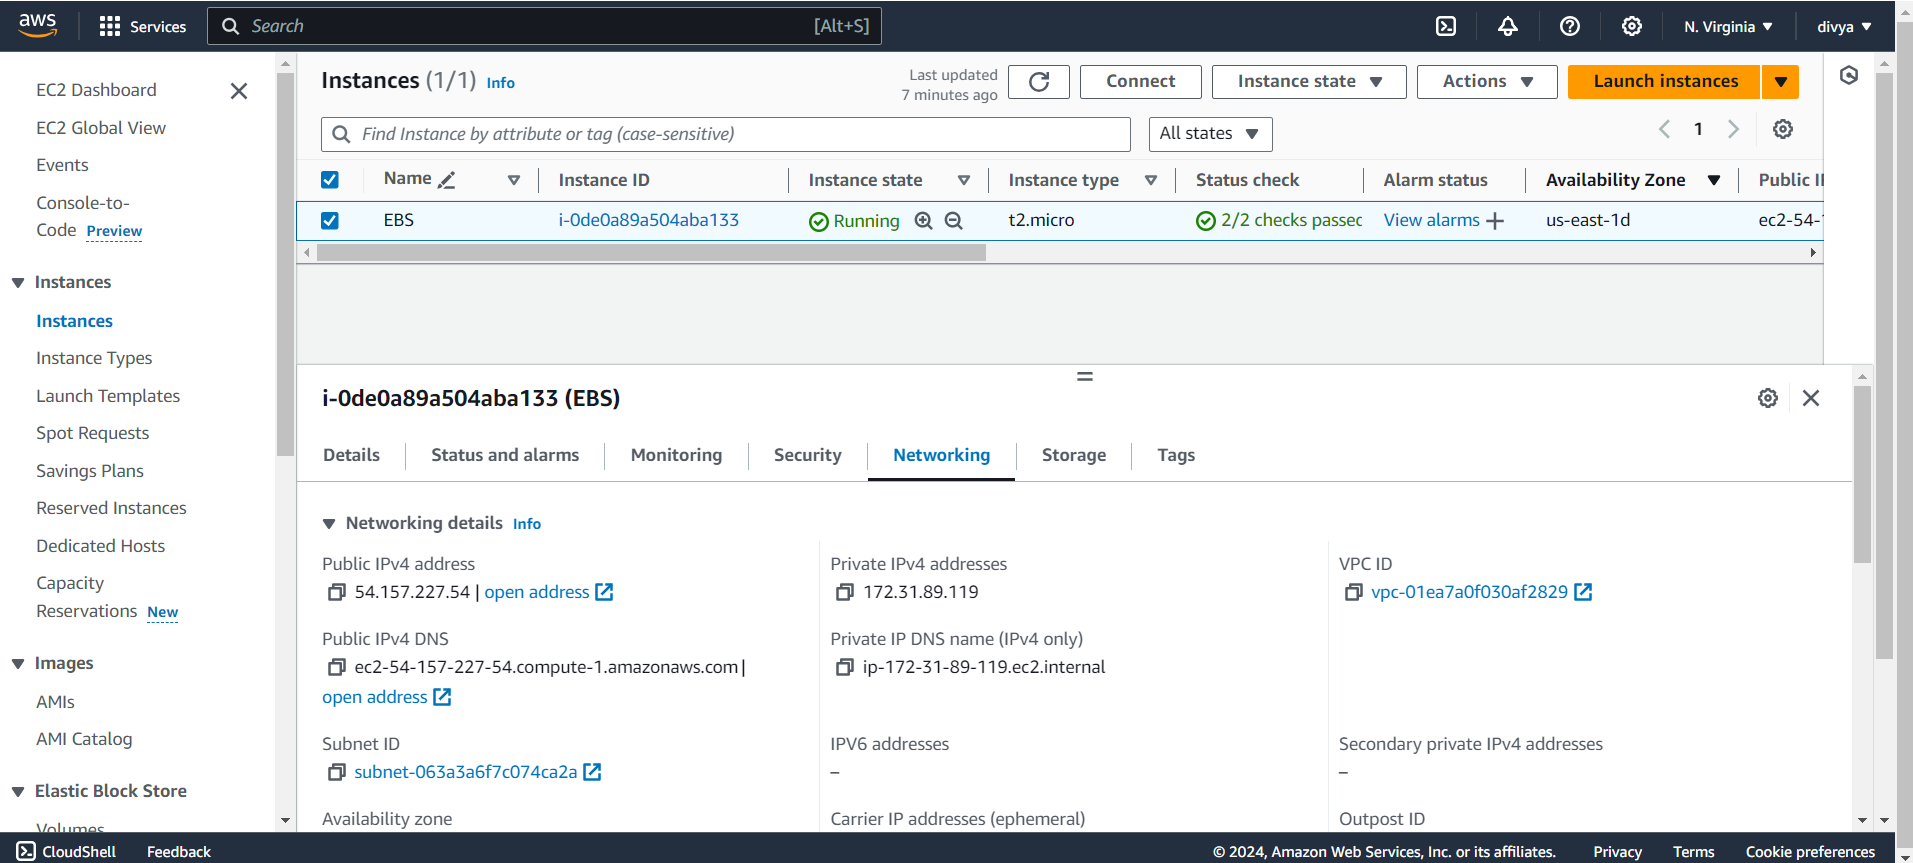 aws
Services
Search [Alt+S]
N. Virginia
divya
EC2 Dashboard
EC2 Global View
Events
Console-to-
Code Preview
Instances
Instances
Instance Types
Launch Templates
Spot Requests
Savings Plans
Reserved Instances
Dedicated Hosts
Capacity
Reservations New
Images
AMIs
AMI Catalog
Elastic Block Store
Volumes
Instances (1/1) Info
Last updated
7 minutes ago
Connect
Instance state
Actions
Launch instances
Find Instance by attribute or tag (case-sensitive)
All states
1
Name Instance ID Instance state Instance type Status check Alarm status Availability Zone Public I
EBS i-0de0a89a504aba133 Running t2.micro 2/2 checks passec View alarms + us-east-1d ec2-54-
i-0de0a89a504aba133 (EBS)
Details Status and alarms Monitoring Security Networking Storage Tags
Networking details Info
Public IPv4 address
54.157.227.54 | open address
Private IPv4 addresses
172.31.89.119
VPC ID
vpc-01ea7a0f030af2829
Public IPv4 DNS
ec2-54-157-227-54.compute-1.amazonaws.com |
open address
Private IP DNS name (IPv4 only)
ip-172-31-89-119.ec2.internal
Subnet ID
subnet-063a3a6f7c074ca2a
IPV6 addresses
–
Secondary private IPv4 addresses
–
Availability zone
Carrier IP addresses (ephemeral)
Outpost ID
CloudShell Feedback
© 2024, Amazon Web Services, Inc. or its affiliates. Privacy Terms Cookie preferences